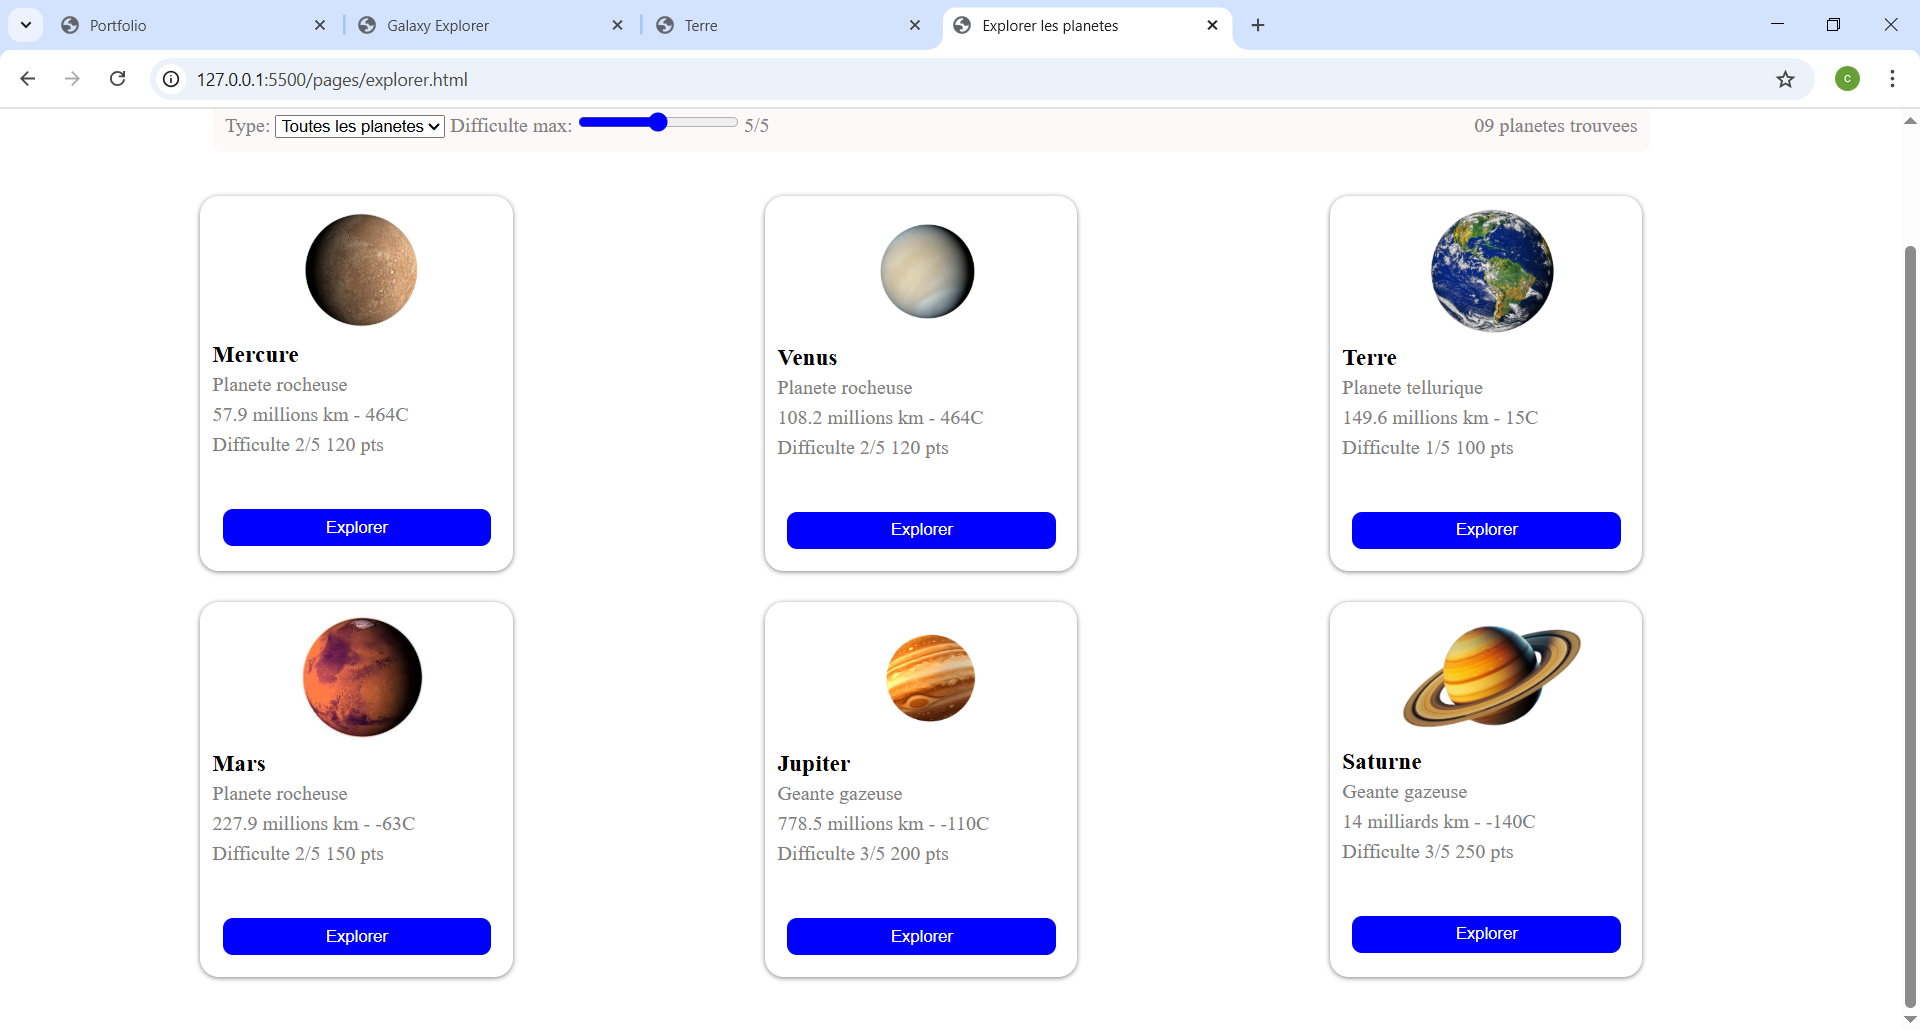 Portfolio
Galaxy Explorer
Terre
Explorer les planetes
127.0.0.1:5500/pages/explorer.html
C
Type: Toutes les planetes Difficulte max: 5/5 09 planetes trouvees
Mercure
Planete rocheuse
57.9 millions km - 464C
Difficulte 2/5 120 pts
Explorer
Venus
Planete rocheuse
108.2 millions km - 464C
Difficulte 2/5 120 pts
Explorer
Terre
Planete tellurique
149.6 millions km - 15C
Difficulte 1/5 100 pts
Explorer
Mars
Planete rocheuse
227.9 millions km - -63C
Difficulte 2/5 150 pts
Explorer
Jupiter
Geante gazeuse
778.5 millions km - -110C
Difficulte 3/5 200 pts
Explorer
Saturne
Geante gazeuse
14 milliards km - -140C
Difficulte 3/5 250 pts
Explorer